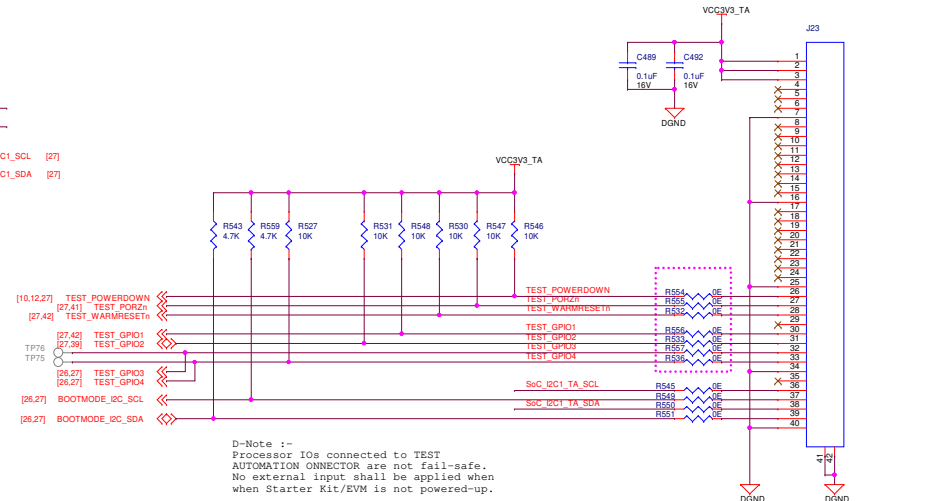 VCC3V3_TA
J23
C489
0.1uF
16V
C492
0.1uF
16V
DGND
1
2
3
4
5
6
7
8
9
10
11
12
13
14
15
16
17
18
19
20
21
22
23
24
25
26
27
28
29
30
31
32
33
34
35
36
37
38
39
40
41
42
C1_SCL [27]
C1_SDA [27]
VCC3V3_TA
R543
4.7K
R559
4.7K
R527
10K
R531
10K
R548
10K
R530
10K
R547
10K
R546
10K
[10,12,27] TEST_POWERDOWN
TEST_POWERDOWN
R554 0E
[27,41] TEST_PORZn
TEST_PORZn
R555 0E
[27,42] TEST_WARMRESETn
TEST_WARMRESETn
R532 0E
[27,42] TEST_GPIO1
TEST_GPIO1
R556 0E
[27,39] TEST_GPIO2
TEST_GPIO2
R533 0E
TP76
TEST_GPIO3
R557 0E
TP75
TEST_GPIO4
R536 0E
[26,27] TEST_GPIO3
[26,27] TEST_GPIO4
SoC_I2C1_TA_SCL
R545 0E
[26,27] BOOTMODE_I2C_SCL
R549 0E
SoC_I2C1_TA_SDA
R550 0E
[26,27] BOOTMODE_I2C_SDA
R551 0E
D-Note :-
Processor IOs connected to TEST
AUTOMATION ONNECTOR are not fail-safe.
No external input shall be applied when
when Starter Kit/EVM is not powered-up.
DGND
DGND